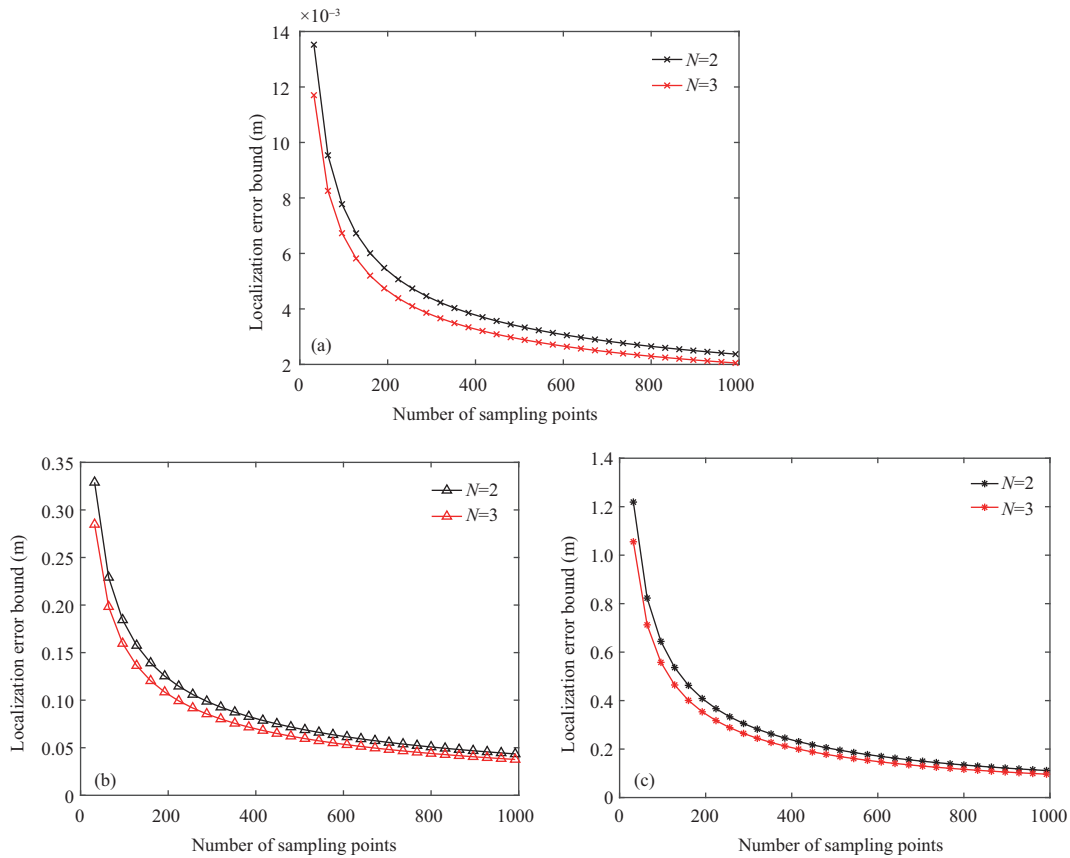 ×10⁻³
14
12
10
8
6
4
2
0
200
400
600
800
1000
Localization error bound (m)
Number of sampling points
N=2
N=3
(a)
0.35
0.30
0.25
0.20
0.15
0.10
0.05
0
0
200
400
600
800
1000
Localization error bound (m)
Number of sampling points
N=2
N=3
(b)
1.4
1.2
1.0
0.8
0.6
0.4
0.2
0
0
200
400
600
800
1000
Localization error bound (m)
Number of sampling points
N=2
N=3
(c)